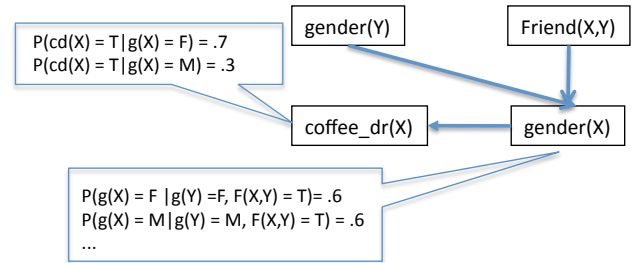 P(cd(X) = T|g(X) = F) = .7
P(cd(X) = T|g(X) = M) = .3
gender(Y)
Friend(X,Y)
coffee_dr(X)
gender(X)
P(g(X) = F |g(Y) =F, F(X,Y) = T)= .6
P(g(X) = M|g(Y) = M, F(X,Y) = T) = .6
...